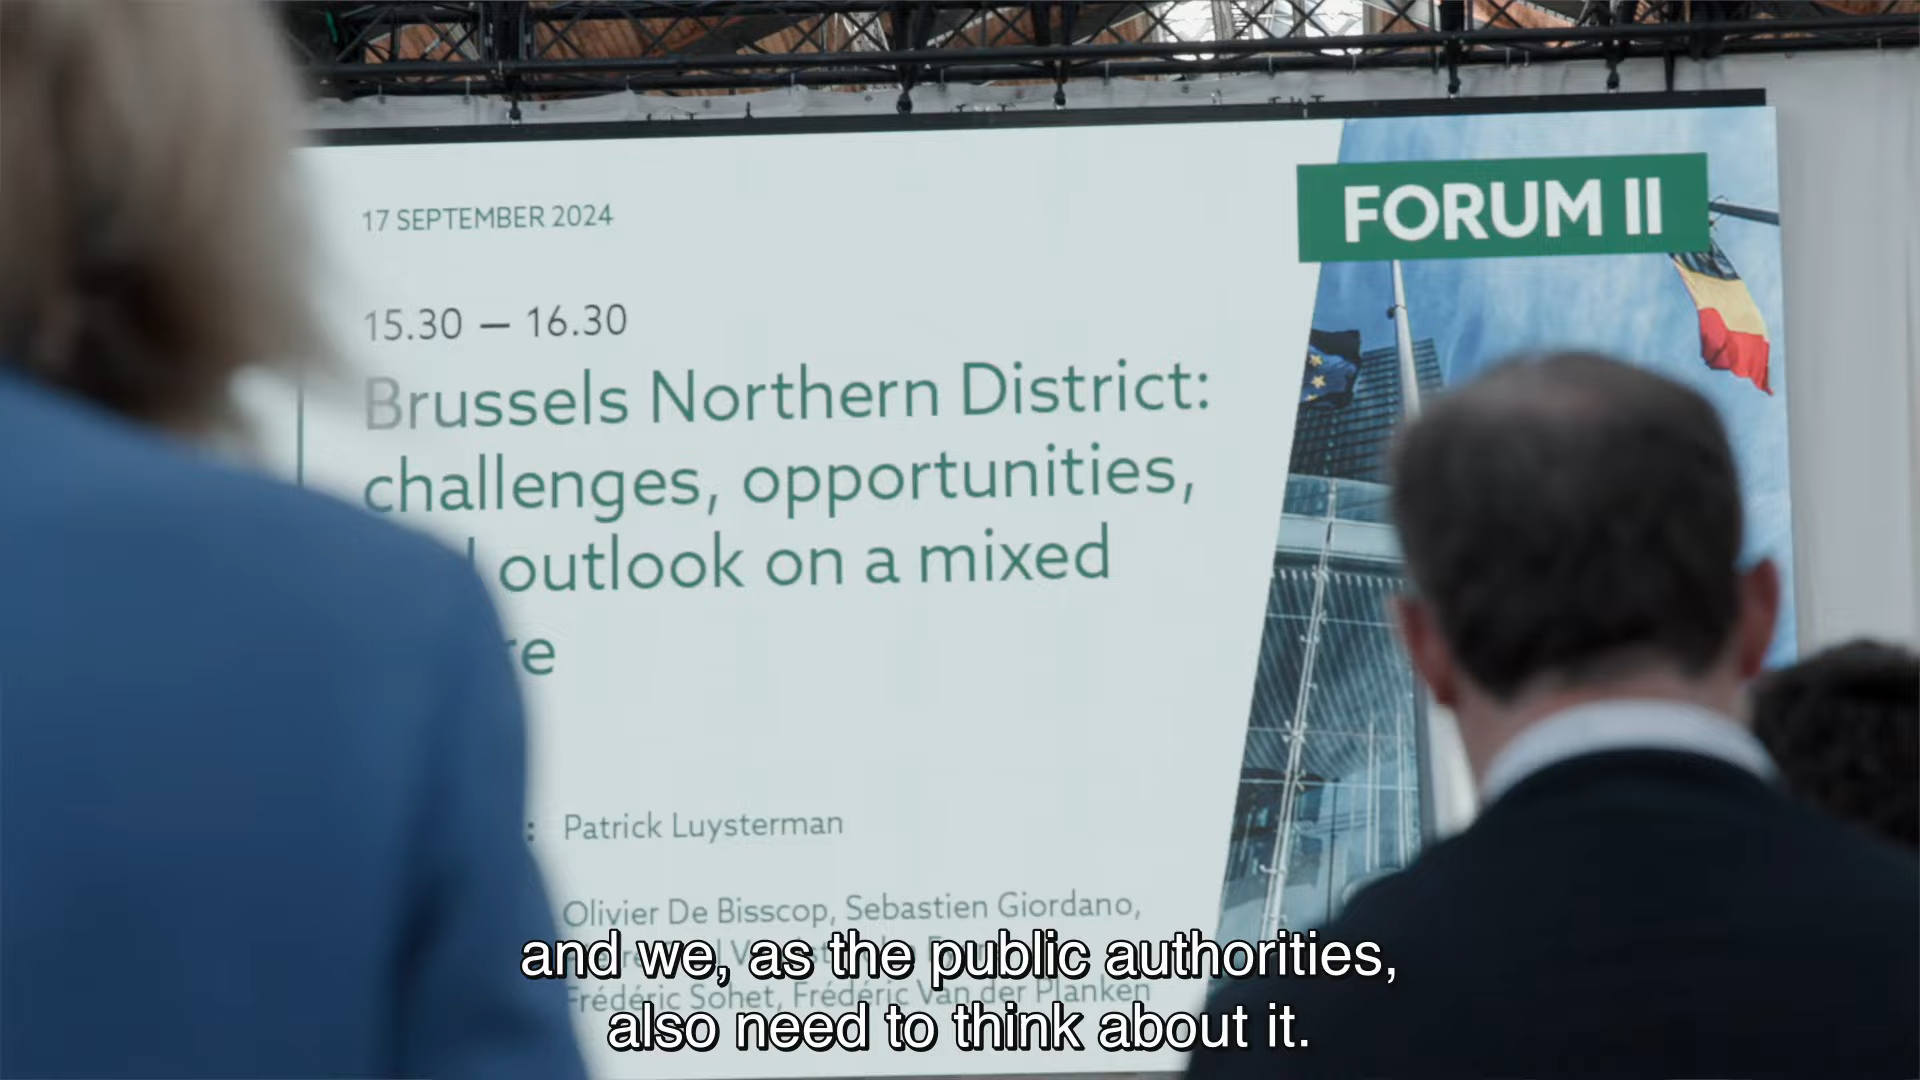 17 SEPTEMBER 2024
FORUM II
15.30 — 16.30
Brussels Northern District:
challenges, opportunities,
outlook on a mixed
: Patrick Luysterman
Olivier De Bisscop, Sebastien Giordano,
Frédéric Sohet, Frédéric Van der Planken
and we, as the public authorities,
also need to think about it.